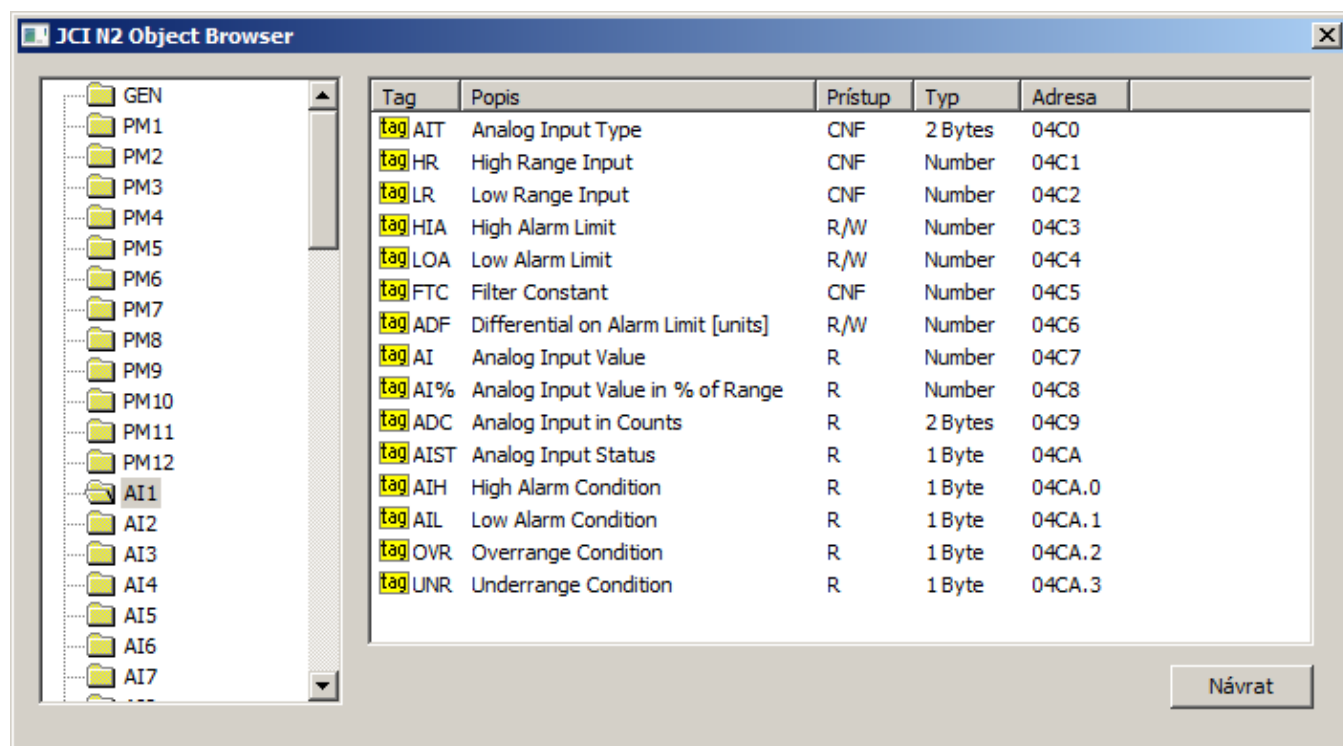 JCI N2 Object Browser
GEN
PM1
PM2
PM3
PM4
PM5
PM6
PM7
PM8
PM9
PM10
PM11
PM12
AI1
AI2
AI3
AI4
AI5
AI6
AI7
Tag Popis Prístup Typ Adresa
tag AIT Analog Input Type CNF 2 Bytes 04C0
tag HR High Range Input CNF Number 04C1
tag LR Low Range Input CNF Number 04C2
tag HIA High Alarm Limit R/W Number 04C3
tag LOA Low Alarm Limit R/W Number 04C4
tag FTC Filter Constant CNF Number 04C5
tag ADF Differential on Alarm Limit [units] R/W Number 04C6
tag AI Analog Input Value R Number 04C7
tag AI% Analog Input Value in % of Range R Number 04C8
tag ADC Analog Input in Counts R 2 Bytes 04C9
tag AIST Analog Input Status R 1 Byte 04CA
tag AIH High Alarm Condition R 1 Byte 04CA.0
tag AIL Low Alarm Condition R 1 Byte 04CA.1
tag OVR Overrange Condition R 1 Byte 04CA.2
tag UNR Underrange Condition R 1 Byte 04CA.3
Návrat